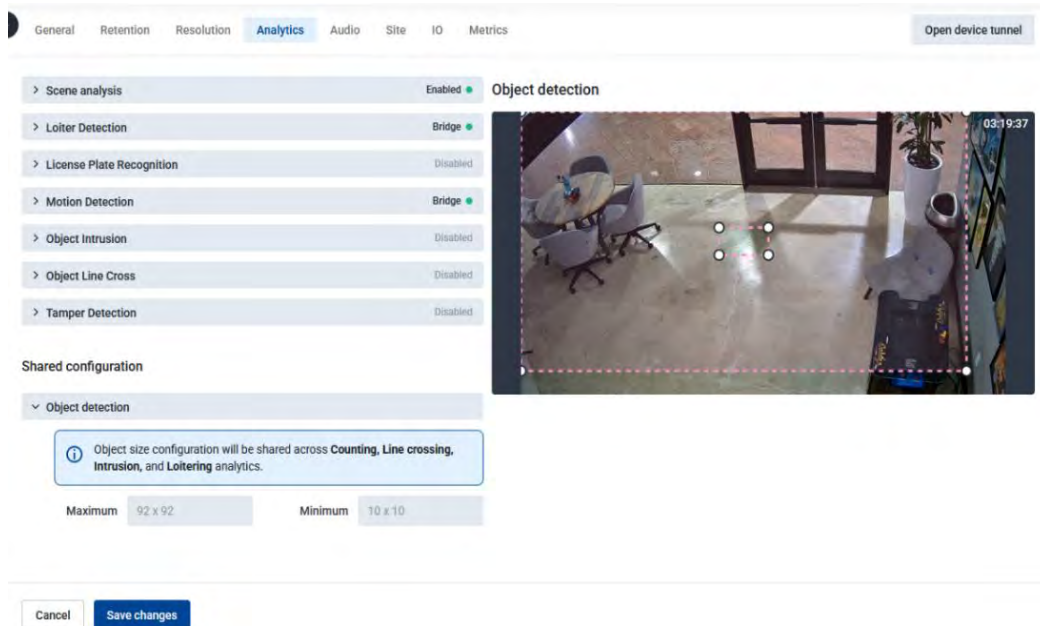 General Retention Resolution Analytics Audio Site IO Metrics Open device tunnel
Scene analysis Enabled
Loiter Detection Bridge
License Plate Recognition Disabled
Motion Detection Bridge
Object Intrusion Disabled
Object Line Cross Disabled
Tamper Detection Disabled
Shared configuration
Object detection
Object size configuration will be shared across Counting, Line crossing,
Intrusion, and Loitering analytics.
Maximum 92 x 92 Minimum 10 x 10
Object detection
03:19:37
Cancel Save changes